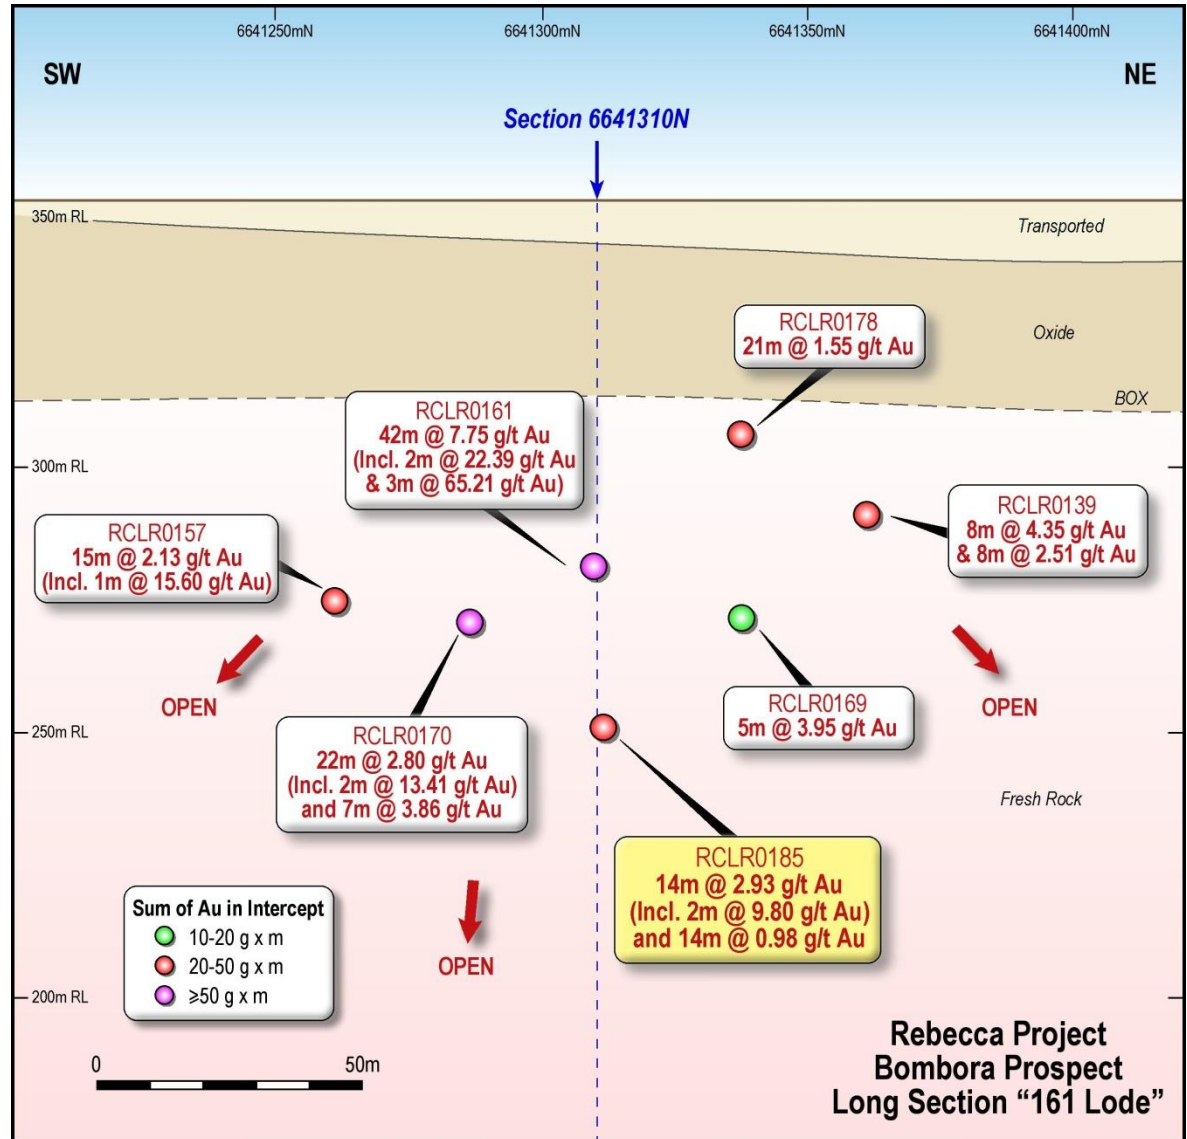 6641250mN
6641300mN
6641350mN
6641400mN
SW
NE
Section 6641310N
350m RL
Transported
Oxide
BOX
RCLR0178
21m @ 1.55 g/t Au
RCLR0161
42m @ 7.75 g/t Au
(Incl. 2m @ 22.39 g/t Au
& 3m @ 65.21 g/t Au)
300m RL
RCLR0139
8m @ 4.35 g/t Au
& 8m @ 2.51 g/t Au
RCLR0157
15m @ 2.13 g/t Au
(Incl. 1m @ 15.60 g/t Au)
OPEN
RCLR0169
5m @ 3.95 g/t Au
OPEN
250m RL
RCLR0170
22m @ 2.80 g/t Au
(Incl. 2m @ 13.41 g/t Au)
and 7m @ 3.86 g/t Au
Fresh Rock
RCLR0185
14m @ 2.93 g/t Au
(Incl. 2m @ 9.80 g/t Au)
and 14m @ 0.98 g/t Au
OPEN
Sum of Au in Intercept
10-20 g x m
20-50 g x m
≥50 g x m
200m RL
0
50m
Rebecca Project
Bombora Prospect
Long Section “161 Lode”